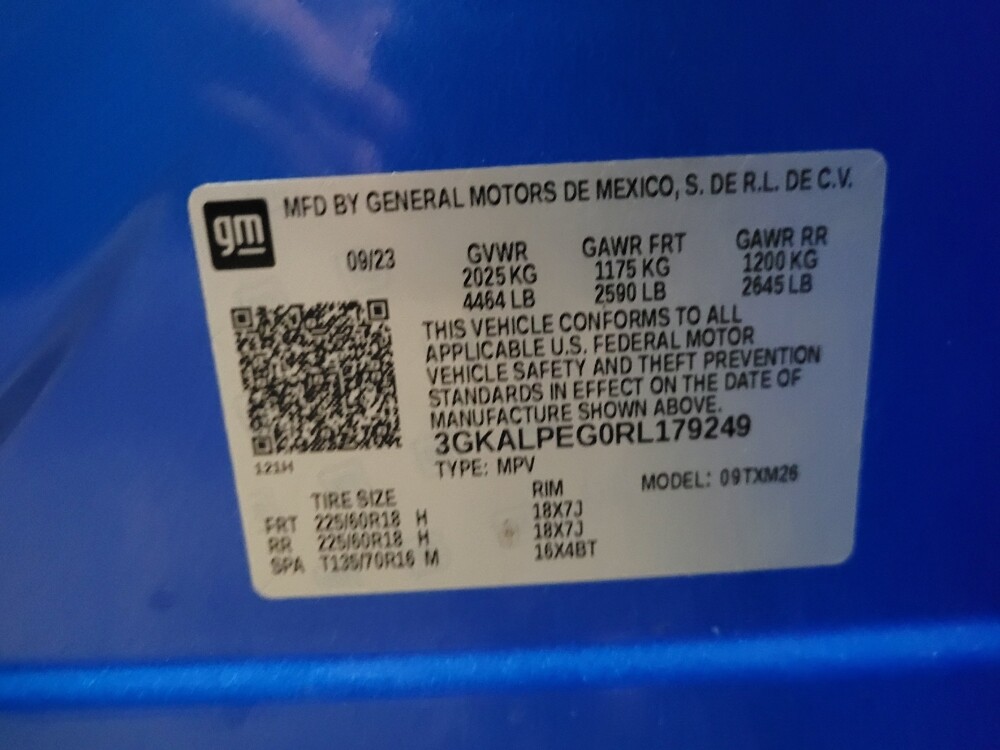 gm
MFD BY GENERAL MOTORS DE MEXICO, S. DE R.L. DE C.V.
09/23 GVWR GAWR FRT GAWR RR
2025 KG 1175 KG 1200 KG
4464 LB 2590 LB 2645 LB
THIS VEHICLE CONFORMS TO ALL
APPLICABLE U.S. FEDERAL MOTOR
VEHICLE SAFETY AND THEFT PREVENTION
STANDARDS IN EFFECT ON THE DATE OF
MANUFACTURE SHOWN ABOVE.
3GKALPEG0RL179249
121H
TYPE: MPV MODEL: 09TXM26
TIRE SIZE RIM
FRT 225/60R18 H 18X7J
RR 225/60R18 H 18X7J
SPA T135/70R16 M 16X4BT